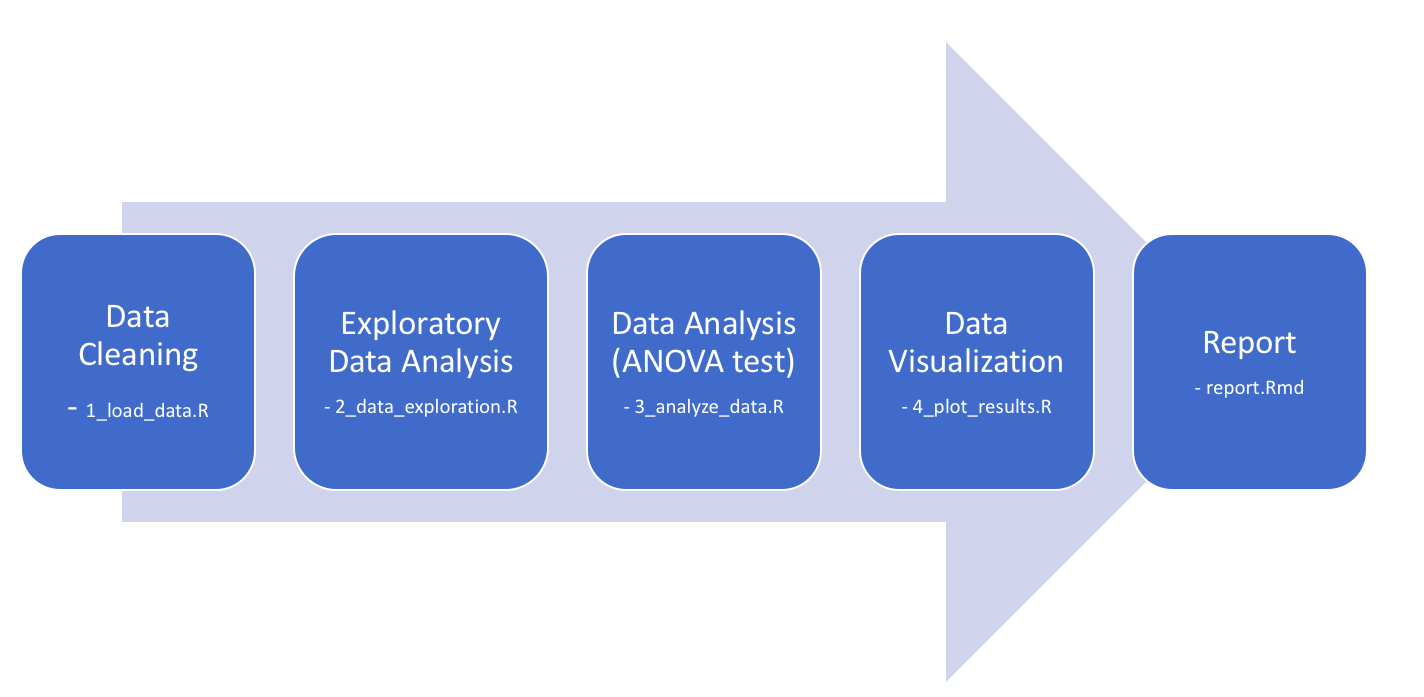 Data
Cleaning
- 1_load_data.R
Exploratory
Data Analysis
- 2_data_exploration.R
Data Analysis
(ANOVA test)
- 3_analyze_data.R
Data
Visualization
- 4_plot_results.R
Report
- report.Rmd